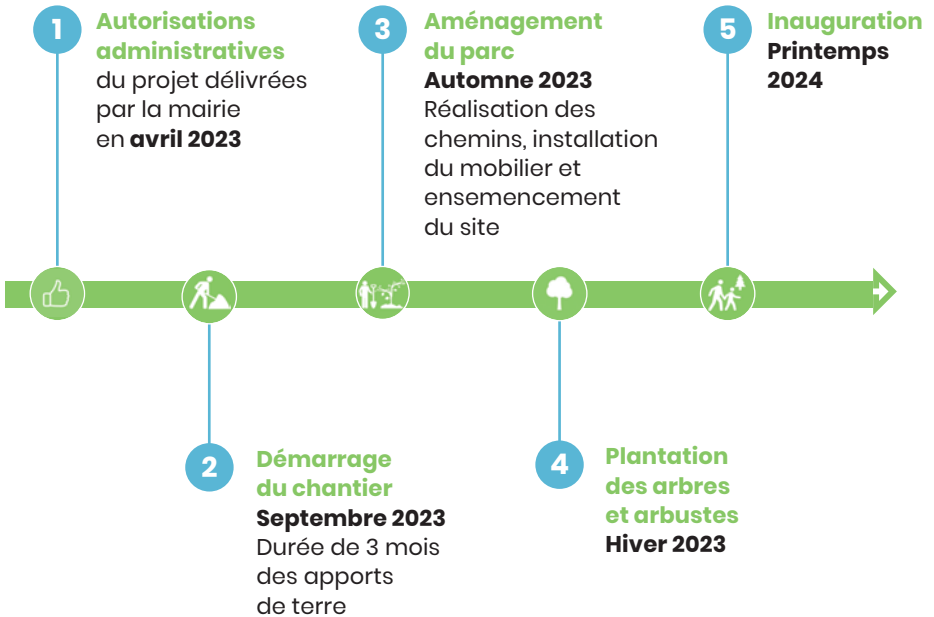 1
Autorisations
administratives
du projet délivrées
par la mairie
en avril 2023
2
Démarrage
du chantier
Septembre 2023
Durée de 3 mois
des apports
de terre
3
Aménagement
du parc
Automne 2023
Réalisation des
chemins, installation
du mobilier et
ensemencement
du site
4
Plantation
des arbres
et arbustes
Hiver 2023
5
Inauguration
Printemps
2024